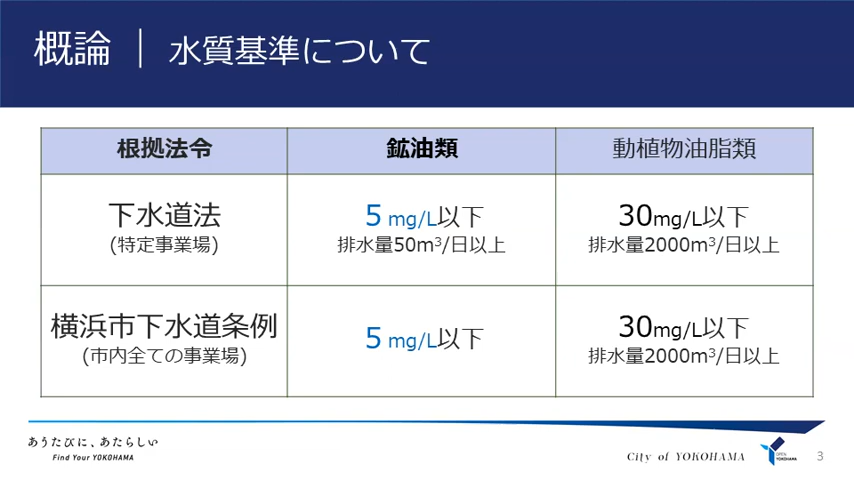 概論 | 水質基準について
根拠法令 鉱油類 動植物油脂類
下水道法
(特定事業場)
5 mg/L以下
排水量50m³/日以上
30mg/L以下
排水量2000m³/日以上
横浜市下水道条例
(市内全ての事業場)
5 mg/L以下
30mg/L以下
排水量2000m³/日以上
あうたびに、あたらしい
Find Your YOKOHAMA
City of YOKOHAMA
OPEN
YOKOHAMA
3